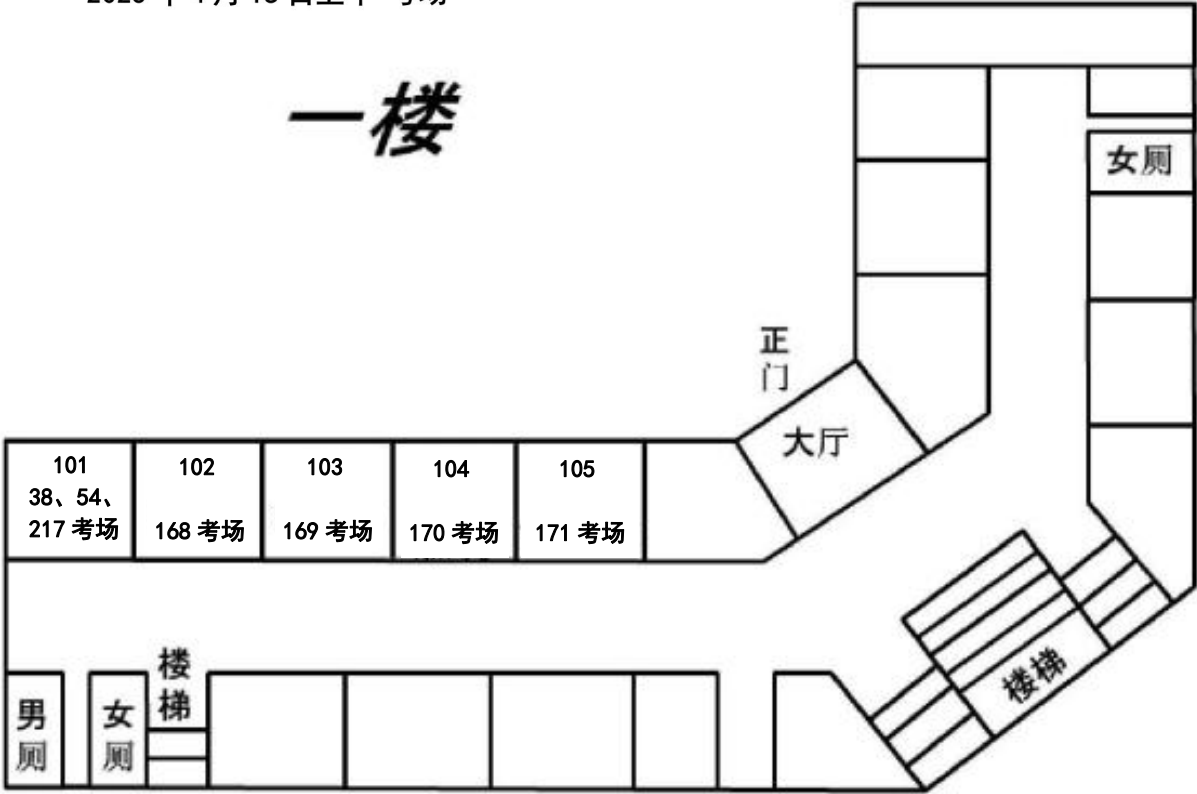 一楼
女厕
正
门
大厅
101
38、54、
217 考场
102
168 考场
103
169 考场
104
170 考场
105
171 考场
楼
梯
楼梯
男
厕
女
厕